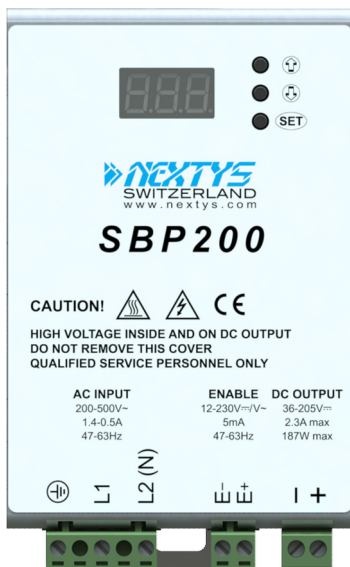 SET
NEXTYS
SWITZERLAND
www.nextys.com
SBP200
CAUTION! CE
HIGH VOLTAGE INSIDE AND ON DC OUTPUT
DO NOT REMOVE THIS COVER
QUALIFIED SERVICE PERSONNEL ONLY
AC INPUT
200-500V~
1.4-0.5A
47-63Hz
ENABLE
12-230V⎓/V~
5mA
47-63Hz
DC OUTPUT
36-205V⎓
2.3A max
187W max
L1
L2 (N)
E-
E+
− +